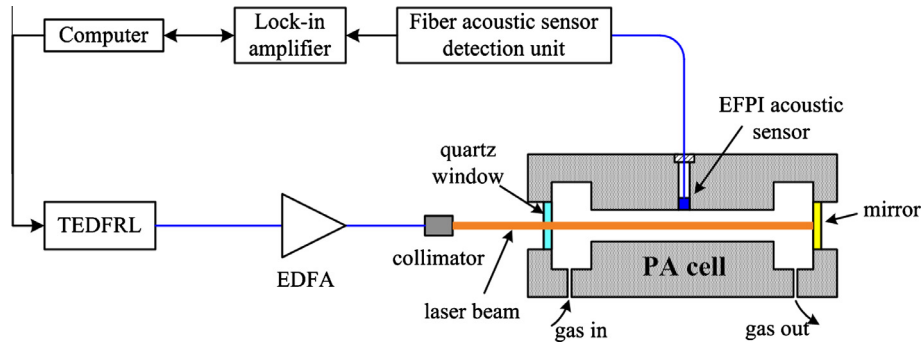 Computer
Lock-in
amplifier
Fiber acoustic sensor
detection unit
EFPI acoustic
sensor
quartz
window
mirror
TEDFRL
EDFA
collimator
laser beam
PA cell
gas in
gas out